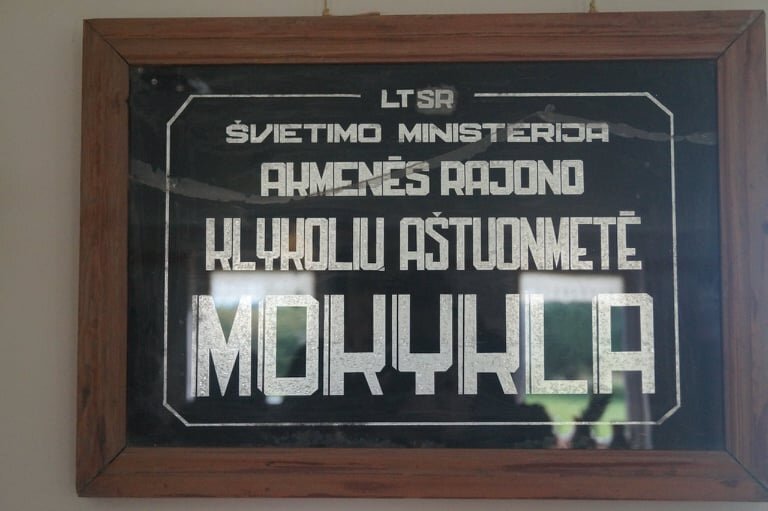 LTSR
ŠVIETIMO MINISTERIJA
AKMENĖS RAJONO
KLYKOLIŲ AŠTUONMETĖ
MOKYKLA